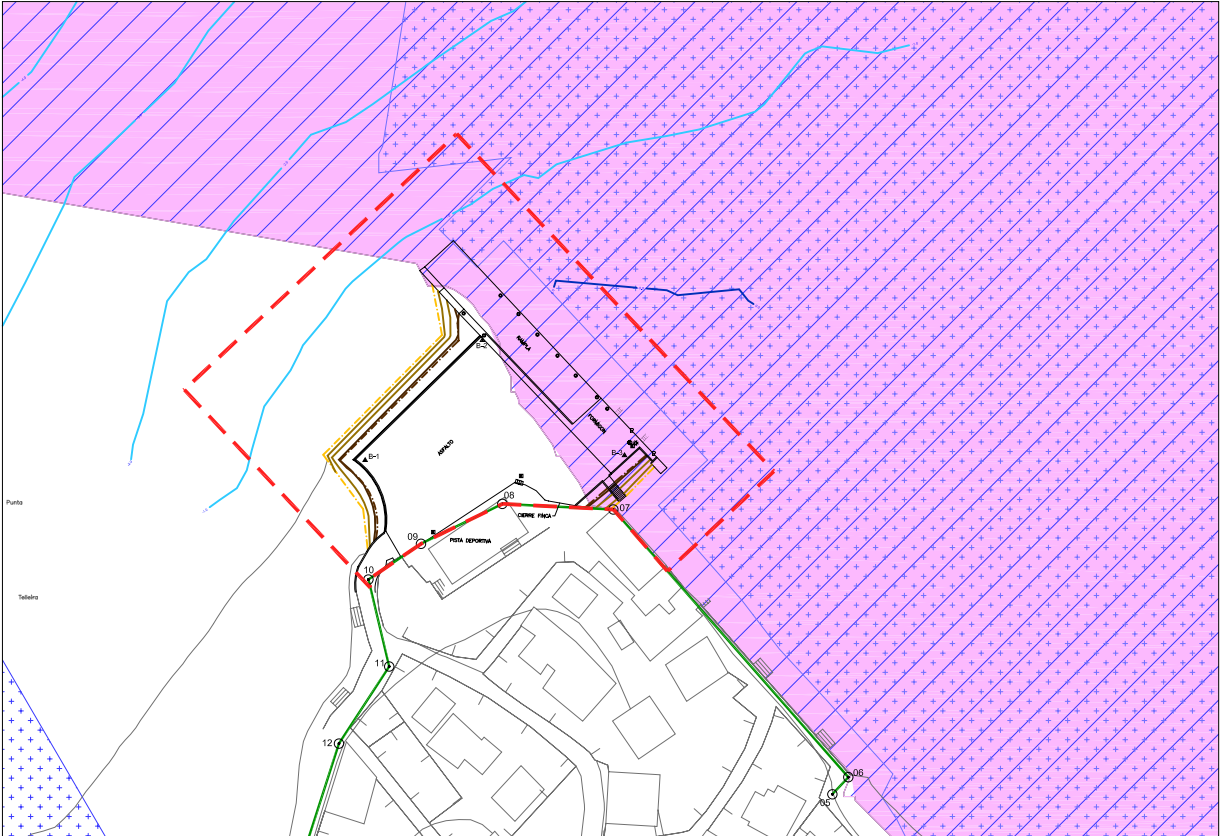 RAMPLA
B-2
FORMIGON
ASFALTO
B-1
B-3
Punta
08
07
CIERRE FINCA
09
PISTA DEPORTIVA
10
Telleira
11
12
06
05